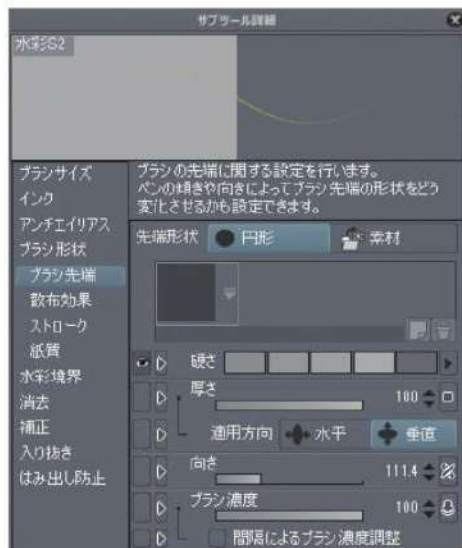 サブツール詳細
水彩S2
ブラシサイズ
インク
アンチエイリアス
ブラシ形状
ブラシ先端
散布効果
ストローク
紙質
水彩境界
消去
補正
入り抜き
はみ出し防止
ブラシの先端に関する設定を行います。
ペンの傾きや向きによってブラシ先端の形状をどう
変化させるかも設定できます。
先端形状 円形 素材
硬さ
厚さ 100
適用方向 水平 垂直
向き 111.4
ブラシ濃度 100
間隔によるブラシ濃度調整